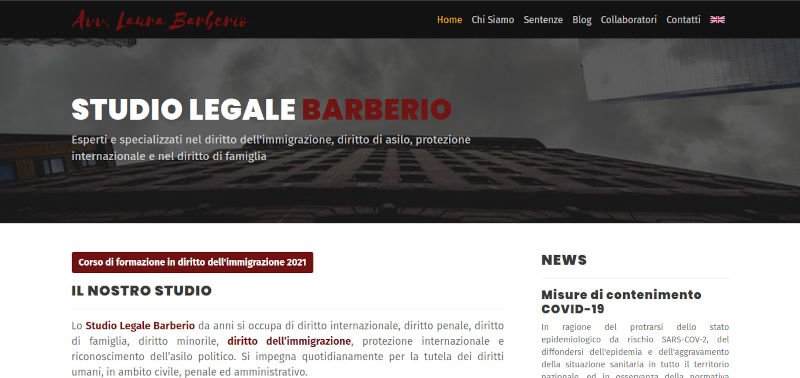 Avv. Laura Barberio
Home Chi Siamo Sentenze Blog Collaboratori Contatti
STUDIO LEGALE BARBERIO
Esperti e specializzati nel diritto dell'immigrazione, diritto di asilo, protezione
internazionale e nel diritto di famiglia
Corso di formazione in diritto dell'immigrazione 2021
IL NOSTRO STUDIO
Lo Studio Legale Barberio da anni si occupa di diritto internazionale, diritto penale, diritto
di famiglia, diritto minorile, diritto dell'immigrazione, protezione internazionale e
riconoscimento dell'asilo politico. Si impegna quotidianamente per la tutela dei diritti
umani, in ambito civile, penale ed amministrativo.
NEWS
Misure di contenimento
COVID-19
In ragione del protrarsi dello stato
epidemiologico da rischio SARS-COV-2, del
diffondersi dell'epidemia e dell'aggravamento
della situazione sanitaria in tutto il territorio
nazionale ed in osservanza della normativa